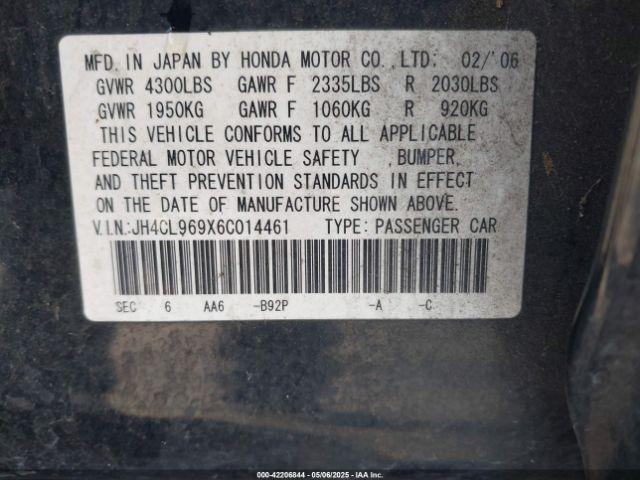 MFD. IN JAPAN BY HONDA MOTOR CO.,LTD: 02/'06
GVWR 4300LBS GAWR F 2335LBS R 2030LBS
GVWR 1950KG GAWR F 1060KG R 920KG
THIS VEHICLE CONFORMS TO ALL APPLICABLE
FEDERAL MOTOR VEHICLE SAFETY ,BUMPER,
AND THEFT PREVENTION STANDARDS IN EFFECT
ON THE DATE OF MANUFACTURE SHOWN ABOVE.
V.I.N.:JH4CL969X6C014461 TYPE: PASSENGER CAR
SEC 6 AA6 -B92P -A -C
000-42206844 | 05/06/2025 | IAA Inc.